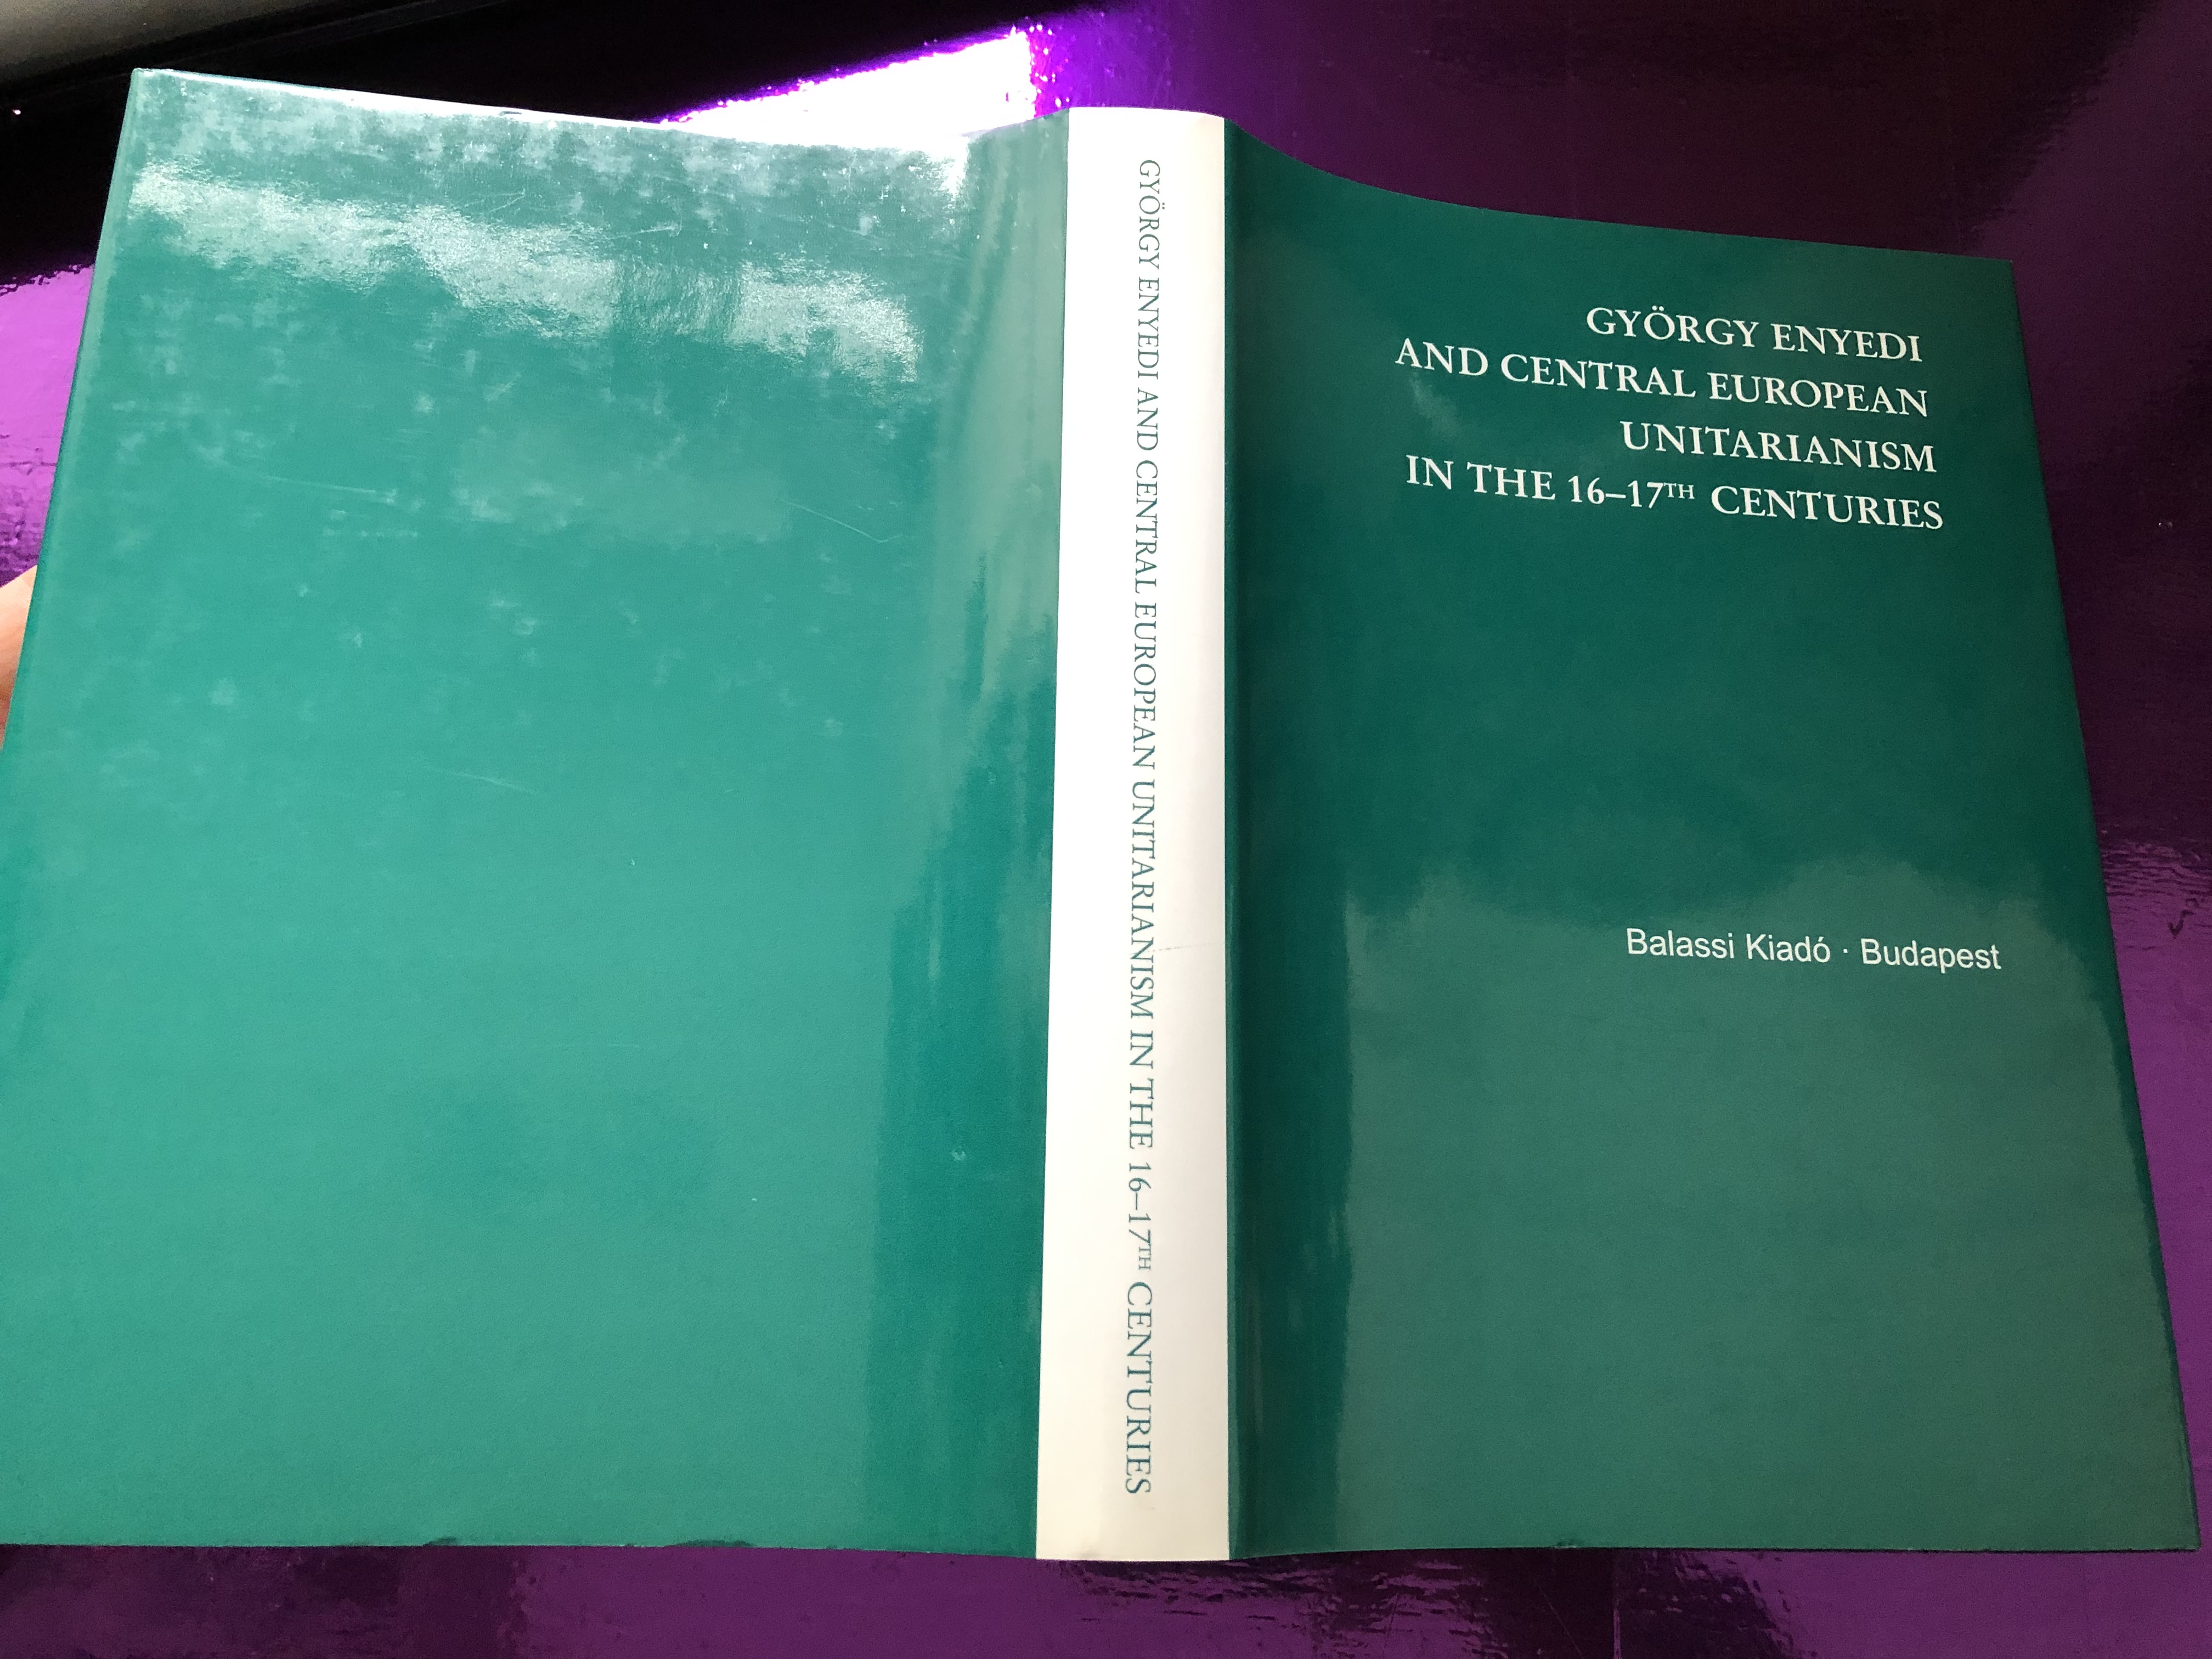 GYÖRGY ENYEDI AND CENTRAL EUROPEAN UNITARIANISM IN THE 16–17TH CENTURIES
GYÖRGY ENYEDI
AND CENTRAL EUROPEAN
UNITARIANISM
IN THE 16–17TH CENTURIES
Balassi Kiadó · Budapest